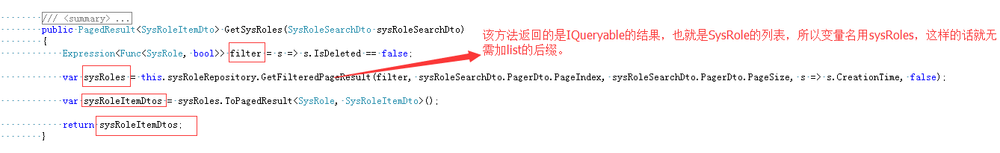 /// <summary> ...
public PagedResult<SysRoleItemDto> GetSysRoles(SysRoleSearchDto sysRoleSearchDto)
{
该方法返回的是IQueryable的结果，也就是SysRole的列表，所以变量名用sysRoles，这样的话就无
需加list的后缀。
Expression<Func<SysRole, bool>> filter = s => s.IsDeleted == false;
var sysRoles = this.sysRoleRepository.GetFilteredPageResult(filter, sysRoleSearchDto.PagerDto.PageIndex, sysRoleSearchDto.PagerDto.PageSize, s => s.CreationTime, false);
var sysRoleItemDtos = sysRoles.ToPagedResult<SysRole, SysRoleItemDto>();
return sysRoleItemDtos;
}